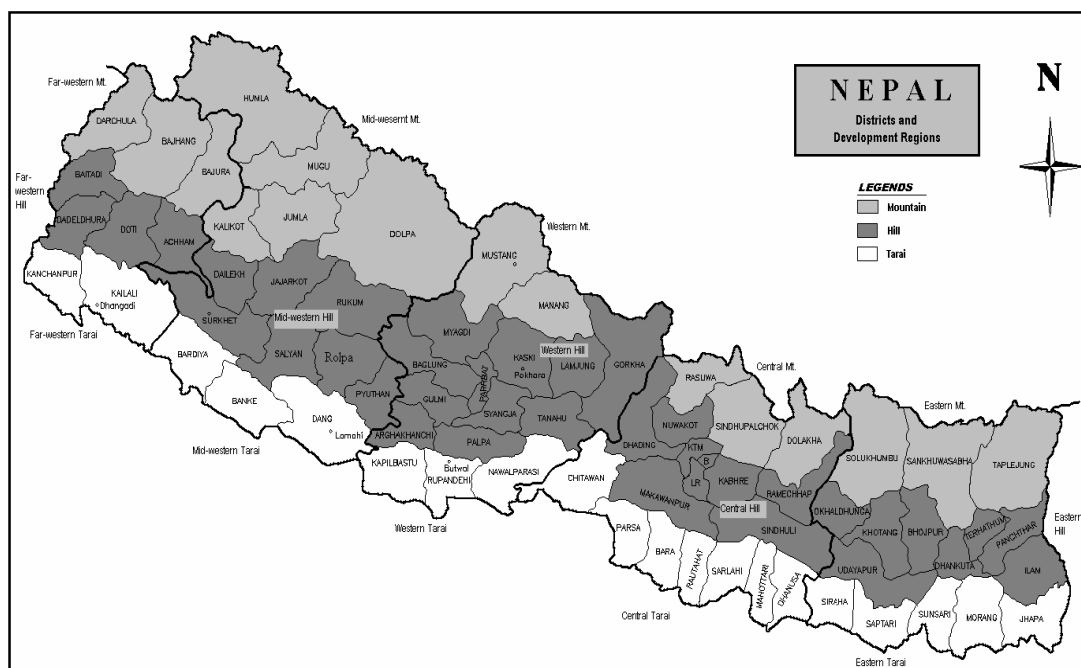 NEPAL
Districts and
Development Regions
N
LEGENDS
Mountain
Hill
Tarai
Far-western Mt.
HUMLA
DARCHULA
Mid-wesernt Mt.
BAJHANG
MUGU
BAITADI
BAJURA
Far-
western
Hill
JUMLA
DADELDHURA
DOTI
KALIKOT
DOLPA
Western Mt.
ACHHAM
MUSTANG
KANCHANPUR
DAILEKH
JAJARKOT
KAILALI
Dhangadi
RUKUM
MANANG
SURKHET
Mid-western Hill
Far-western Tarai
MYAGDI
Western Hill
BARDIYA
SALYAN
Rolpa
BAGLUNG
KASKI
Pokhara
LAMJUNG
GORKHA
Central Mt.
PARBAT
RASUWA
BANKE
PYUTHAN
GULMI
DANG
Lamahi
SYANGJA
TANAHU
NUWAKOT
SINDHUPALCHOK
DOLAKHA
Eastern Mt.
ARGHAKHANCHI
PALPA
DHADING
KTM
B
SOLUKHUMBU
SANKHUWASABHA
TAPLEJUNG
Mid-western Tarai
KAPILBASTU
Butwal
RUPANDEHI
NAWALPARASI
CHITAWAN
LR
KABHRE
RAMECHHAP
MAKAWANPUR
Central Hill
OKHALDHUNGA
KHOTANG
BHOJPUR
TERHATHUM
PANCHTHAR
Eastern
Hill
Western Tarai
PARSA
SINDHULI
BARA
RAUTAHAT
SARLAHI
MAHOTTARI
DHANUSA
UDAYAPUR
DHANKUTA
ILAM
Central Tarai
SIRAHA
SAPTARI
SUNSARI
MORANG
JHAPA
Eastern Tarai